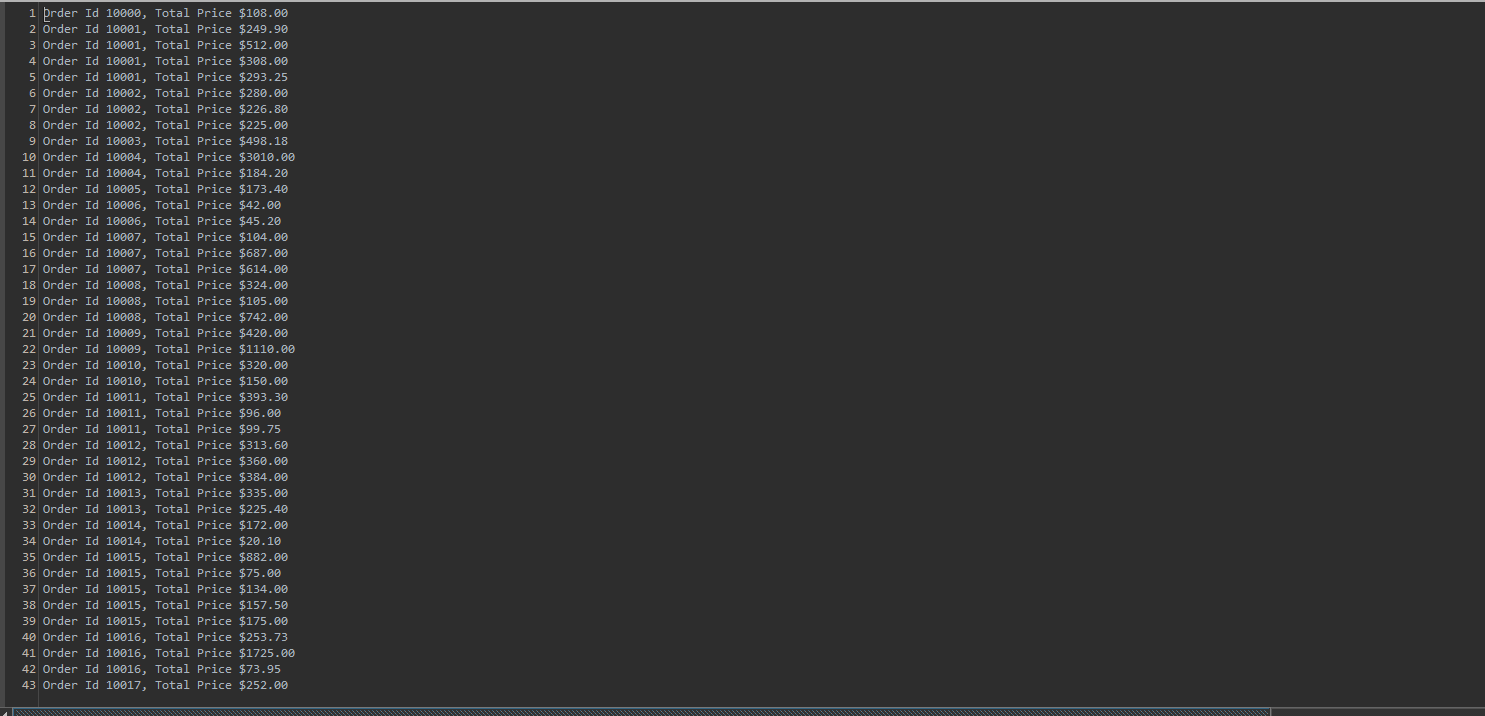 1 Order Id 10000, Total Price $108.00
2 Order Id 10001, Total Price $249.90
3 Order Id 10001, Total Price $512.00
4 Order Id 10001, Total Price $308.00
5 Order Id 10001, Total Price $293.25
6 Order Id 10002, Total Price $280.00
7 Order Id 10002, Total Price $226.80
8 Order Id 10002, Total Price $225.00
9 Order Id 10003, Total Price $498.18
10 Order Id 10004, Total Price $3010.00
11 Order Id 10004, Total Price $184.20
12 Order Id 10005, Total Price $173.40
13 Order Id 10006, Total Price $42.00
14 Order Id 10006, Total Price $45.20
15 Order Id 10007, Total Price $104.00
16 Order Id 10007, Total Price $687.00
17 Order Id 10007, Total Price $614.00
18 Order Id 10008, Total Price $324.00
19 Order Id 10008, Total Price $105.00
20 Order Id 10008, Total Price $742.00
21 Order Id 10009, Total Price $420.00
22 Order Id 10009, Total Price $1110.00
23 Order Id 10010, Total Price $320.00
24 Order Id 10010, Total Price $150.00
25 Order Id 10011, Total Price $393.30
26 Order Id 10011, Total Price $96.00
27 Order Id 10011, Total Price $99.75
28 Order Id 10012, Total Price $313.60
29 Order Id 10012, Total Price $360.00
30 Order Id 10012, Total Price $384.00
31 Order Id 10013, Total Price $335.00
32 Order Id 10013, Total Price $225.40
33 Order Id 10014, Total Price $172.00
34 Order Id 10014, Total Price $20.10
35 Order Id 10015, Total Price $882.00
36 Order Id 10015, Total Price $75.00
37 Order Id 10015, Total Price $134.00
38 Order Id 10015, Total Price $157.50
39 Order Id 10015, Total Price $175.00
40 Order Id 10016, Total Price $253.73
41 Order Id 10016, Total Price $1725.00
42 Order Id 10016, Total Price $73.95
43 Order Id 10017, Total Price $252.00